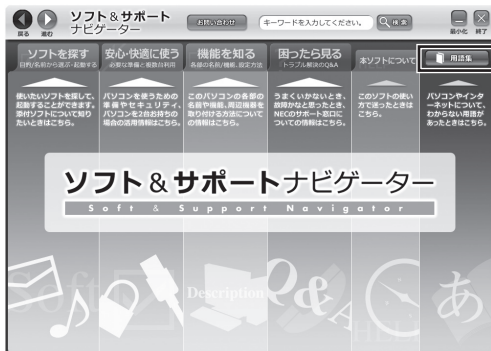 戻る 進む
ソフト&サポート
ナビゲーター
お問い合わせ
キーワードを入力してください。
検索
最小化 終了
ソフトを探す
目的/名前から選ぶ・起動する
安心・快適に使う
必要な準備と複数台利用
機能を知る
各部の名前/機能、設定方法
困ったら見る
トラブル解決のQ&A
本ソフトについて
用語集
使いたいソフトを探して、
起動することができます。
添付ソフトについて知り
たいときはこちら。
パソコンを使うための
準備やセキュリティ、
パソコンを2台お持ちの
場合の活用情報はこちら。
このパソコンの各部の
名前や機能、周辺機器を
取り付ける方法について
の情報はこちら。
うまくいかないとき、
故障かなと思ったとき、
NECのサポート窓口に
ついての情報はこちら。
このソフトの使い
方で迷ったときは
こちら。
パソコンやインタ
ーネットについて、
わからない用語が
あったときはこちら。
ソフト&サポートナビゲーター
Soft & Support Navigator
Soft
Description
Q&A
HELP
あ